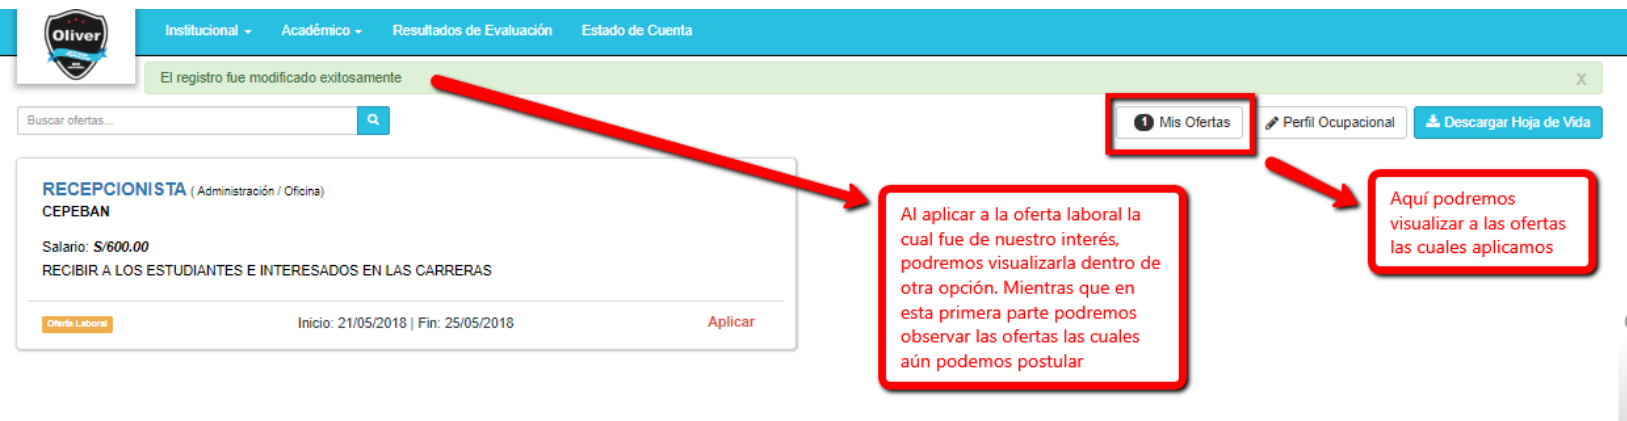 Oliver
Institucional
Académico
Resultados de Evaluación
Estado de Cuenta
El registro fue modificado exitosamente
X
Buscar ofertas...
1 Mis Ofertas
Perfil Ocupacional
Descargar Hoja de Vida
RECEPCIONISTA ( Administración / Oficina)
CEPEBAN
Salario: S/600.00
RECIBIR A LOS ESTUDIANTES E INTERESADOS EN LAS CARRERAS
Oferta Laboral
Inicio: 21/05/2018 | Fin: 25/05/2018
Aplicar
Al aplicar a la oferta laboral la
cual fue de nuestro interés,
podremos visualizarla dentro de
otra opción. Mientras que en
esta primera parte podremos
observar las ofertas las cuales
aún podemos postular
Aquí podremos
visualizar a las ofertas
las cuales aplicamos